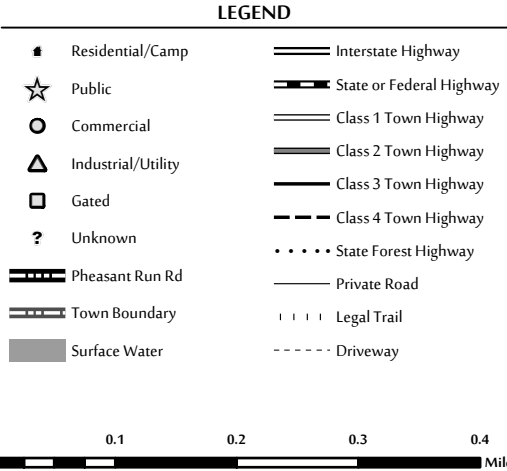 LEGEND
Residential/Camp
Public
Commercial
Industrial/Utility
Gated
? Unknown
Pheasant Run Rd
Town Boundary
Surface Water
Interstate Highway
State or Federal Highway
Class 1 Town Highway
Class 2 Town Highway
Class 3 Town Highway
Class 4 Town Highway
State Forest Highway
Private Road
Legal Trail
Driveway
0.1 0.2 0.3 0.4